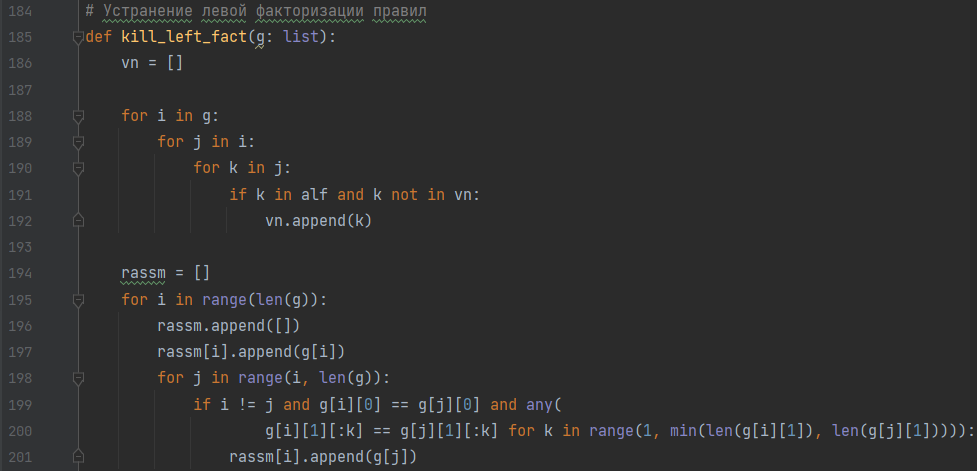 184 # Устранение левой факторизации правил
185 def kill_left_fact(g: list):
186     vn = []
187
188     for i in g:
189         for j in i:
190             for k in j:
191                 if k in alf and k not in vn:
192                     vn.append(k)
193
194     rassm = []
195     for i in range(len(g)):
196         rassm.append([])
197         rassm[i].append(g[i])
198         for j in range(i, len(g)):
199             if i != j and g[i][0] == g[j][0] and any(
200                     g[i][1][:k] == g[j][1][:k] for k in range(1, min(len(g[i][1]), len(g[j][1])))):
201                 rassm[i].append(g[j])